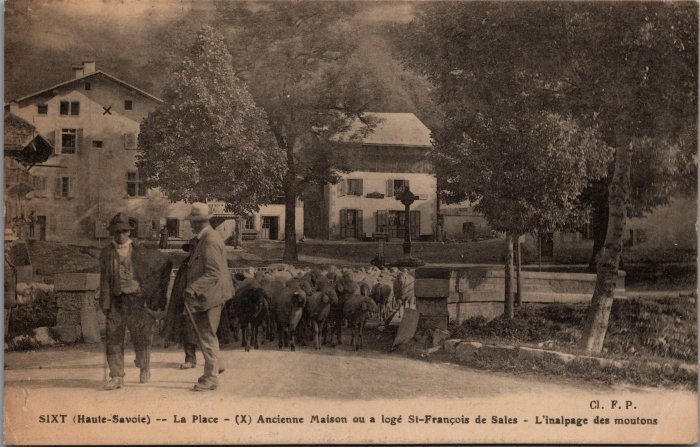 Cl. F. P.
SIXT (Haute-Savoie) -- La Place - (X) Ancienne Maison ou a logé St-François de Sales - L'inalpage des moutons